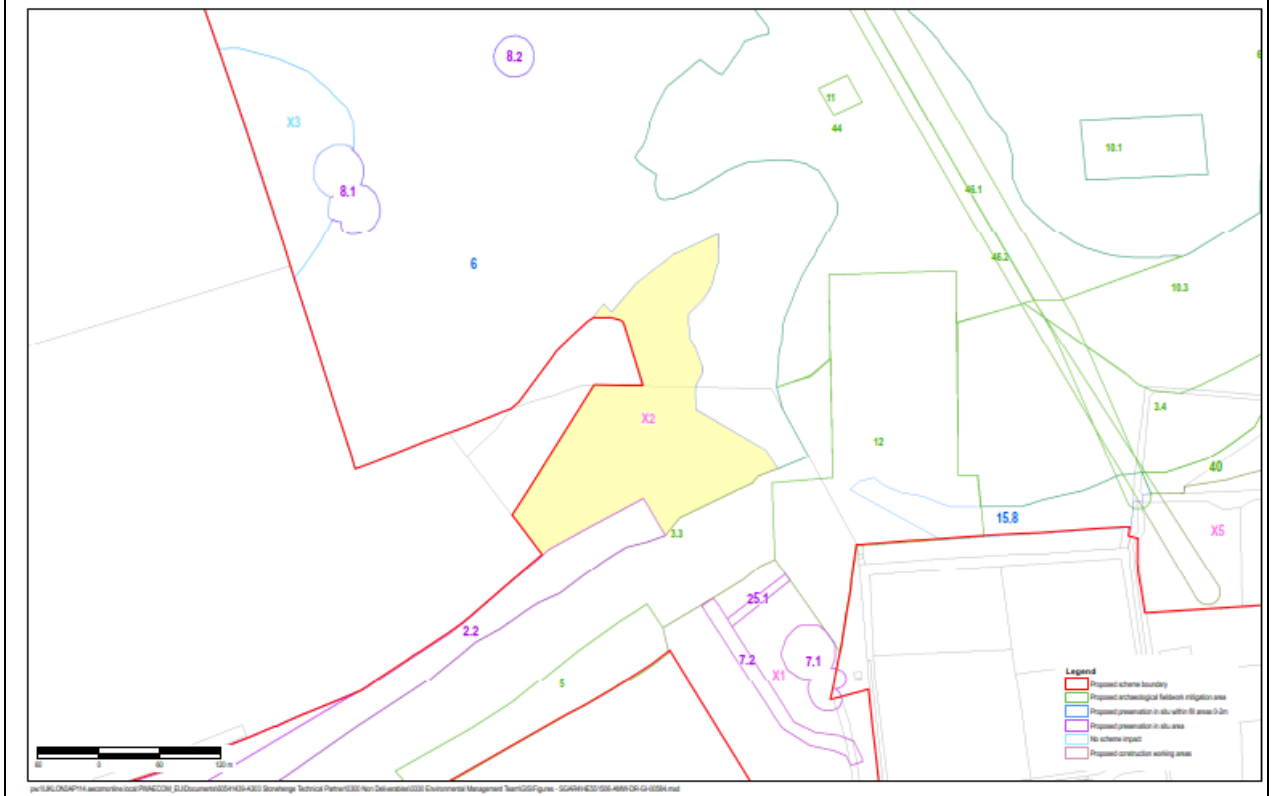 8.2
6
X3
11
44
10.1
8.1
46.1
6
46.2
10.3
X2
3.4
12
40
15.8
X5
3.3
25.1
2.2
7.2
7.1
X1
5
Legend
Proposed scheme boundary
Proposed archaeological fieldwork mitigation area
Proposed preservation in situ within fill areas 0-2m
Proposed preservation in situ area
No scheme impact
Proposed construction working areas
60 0 60 120 m